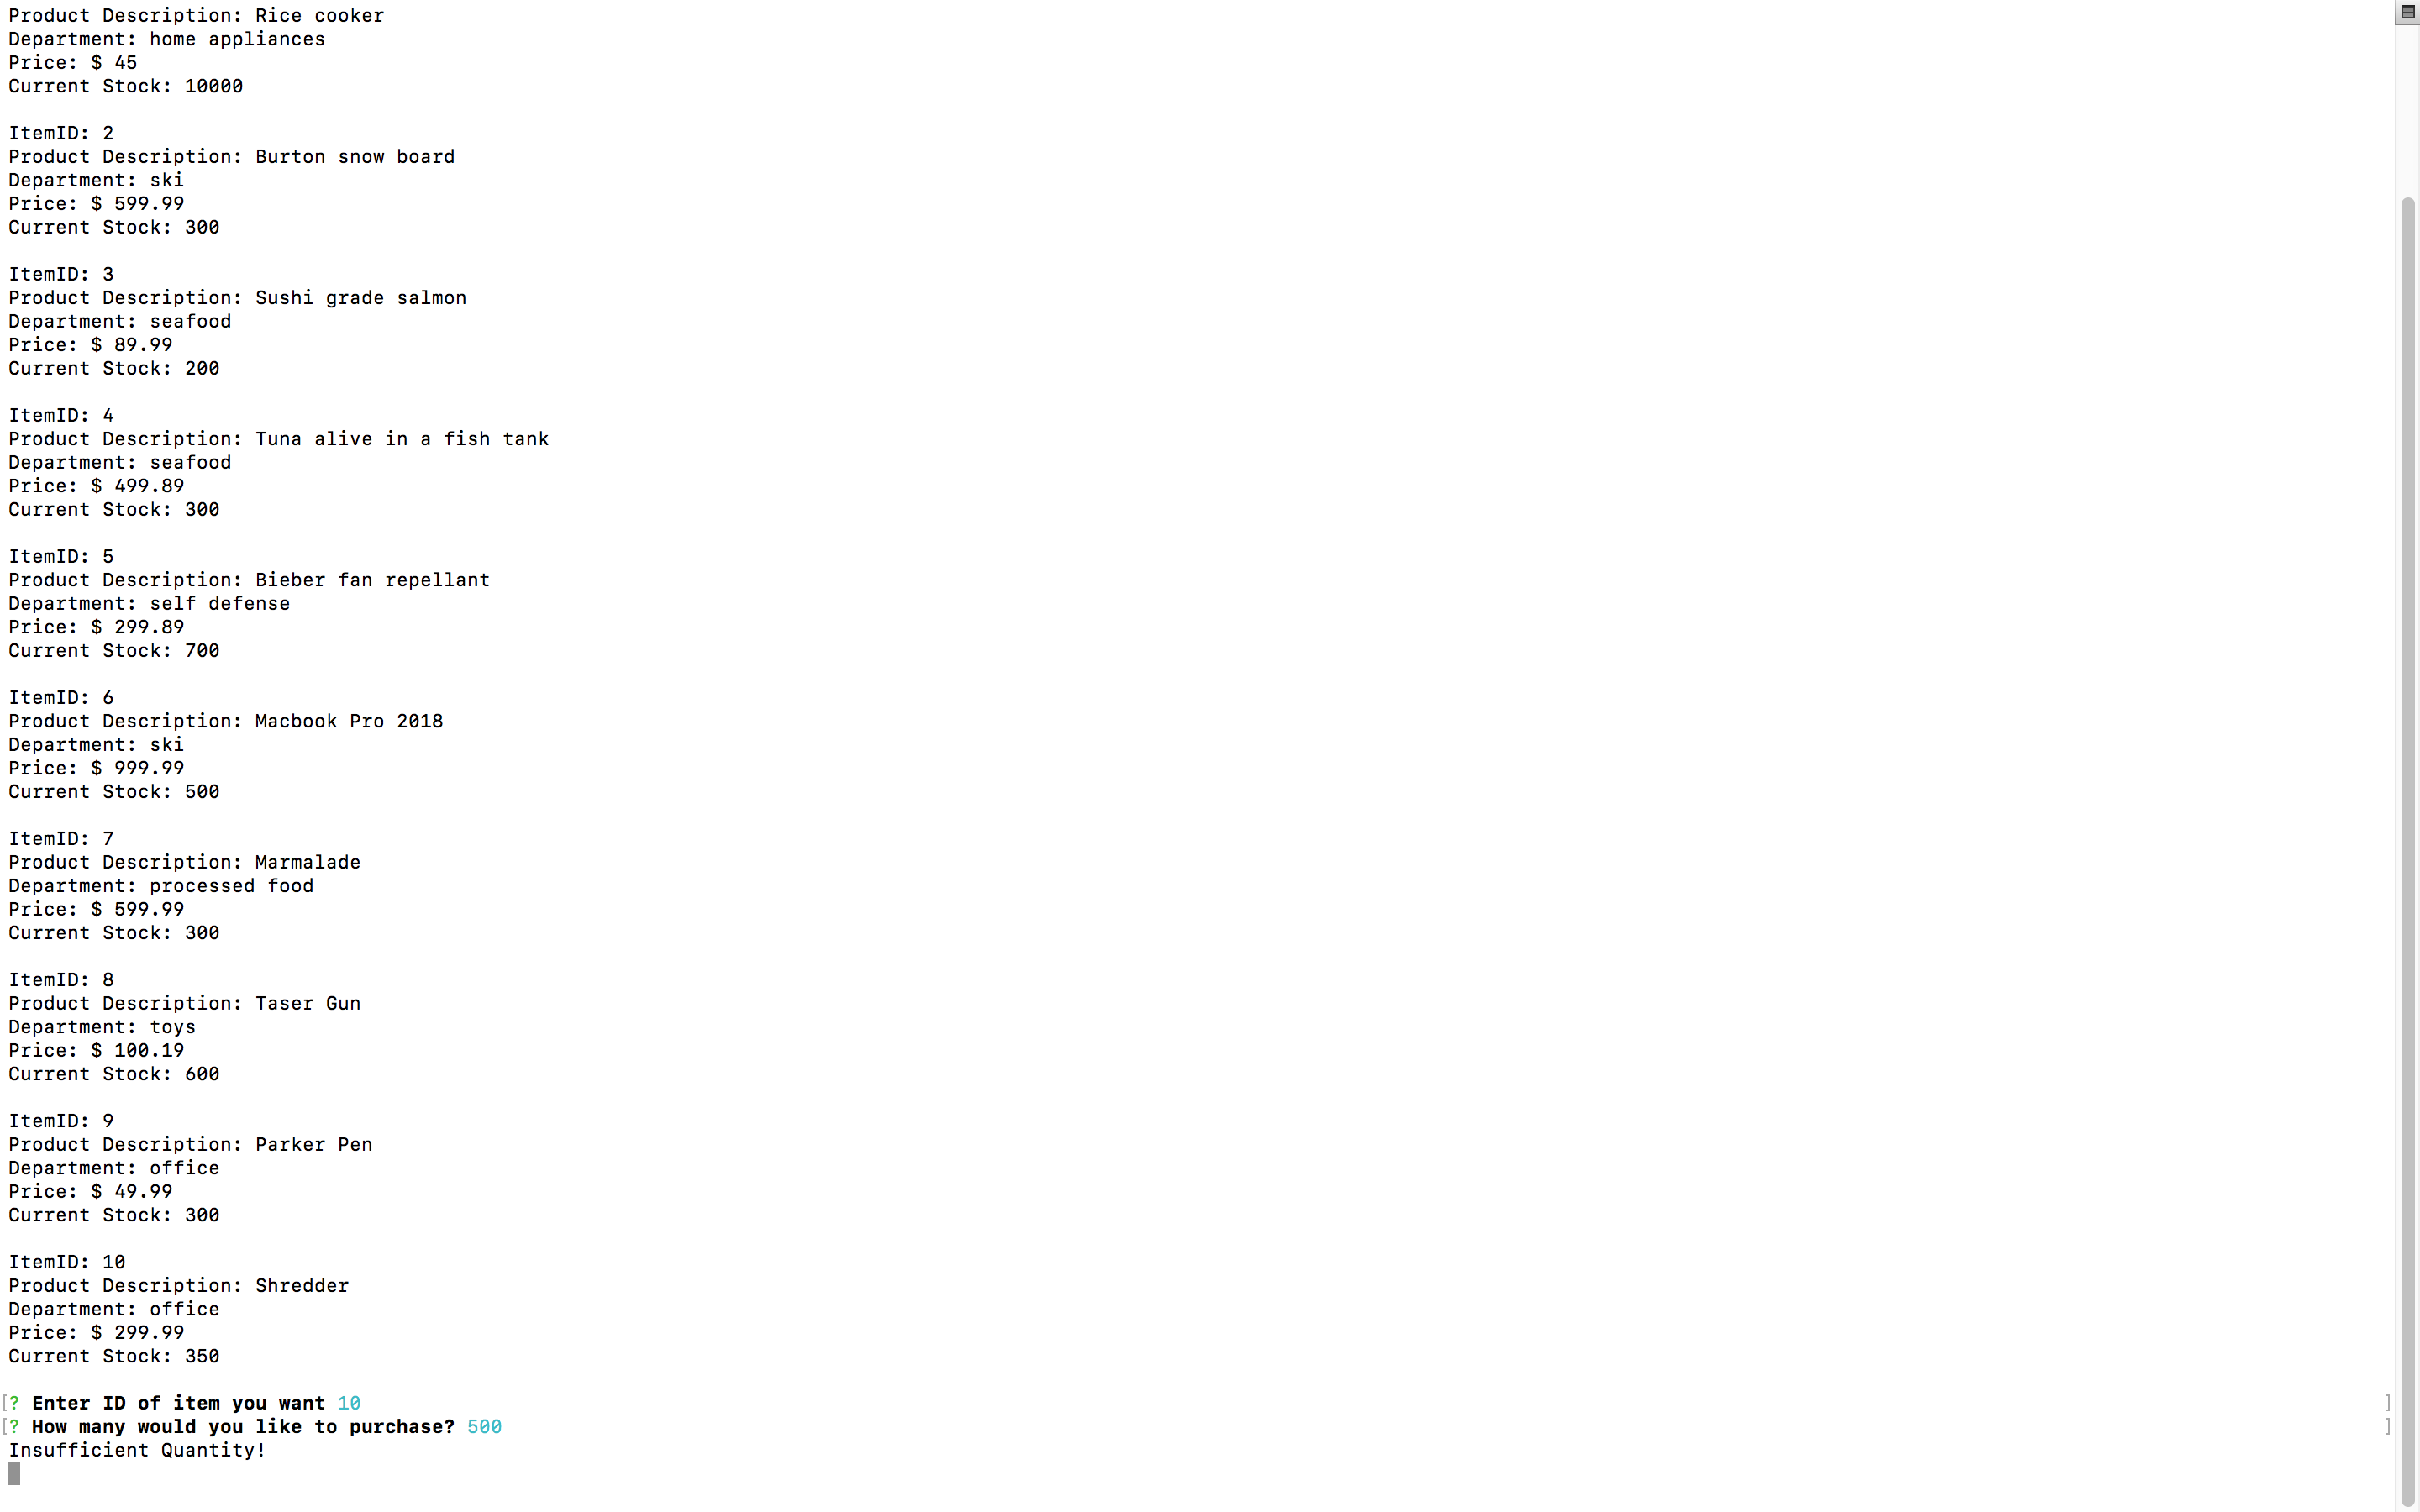 Product Description: Rice cooker
Department: home appliances
Price: $ 45
Current Stock: 10000
ItemID: 2
Product Description: Burton snow board
Department: ski
Price: $ 599.99
Current Stock: 300
ItemID: 3
Product Description: Sushi grade salmon
Department: seafood
Price: $ 89.99
Current Stock: 200
ItemID: 4
Product Description: Tuna alive in a fish tank
Department: seafood
Price: $ 499.89
Current Stock: 300
ItemID: 5
Product Description: Bieber fan repellant
Department: self defense
Price: $ 299.89
Current Stock: 700
ItemID: 6
Product Description: Macbook Pro 2018
Department: ski
Price: $ 999.99
Current Stock: 500
ItemID: 7
Product Description: Marmalade
Department: processed food
Price: $ 599.99
Current Stock: 300
ItemID: 8
Product Description: Taser Gun
Department: toys
Price: $ 100.19
Current Stock: 600
ItemID: 9
Product Description: Parker Pen
Department: office
Price: $ 49.99
Current Stock: 300
ItemID: 10
Product Description: Shredder
Department: office
Price: $ 299.99
Current Stock: 350
[? Enter ID of item you want 10 ]
[? How many would you like to purchase? 500 ]
Insufficient Quantity!